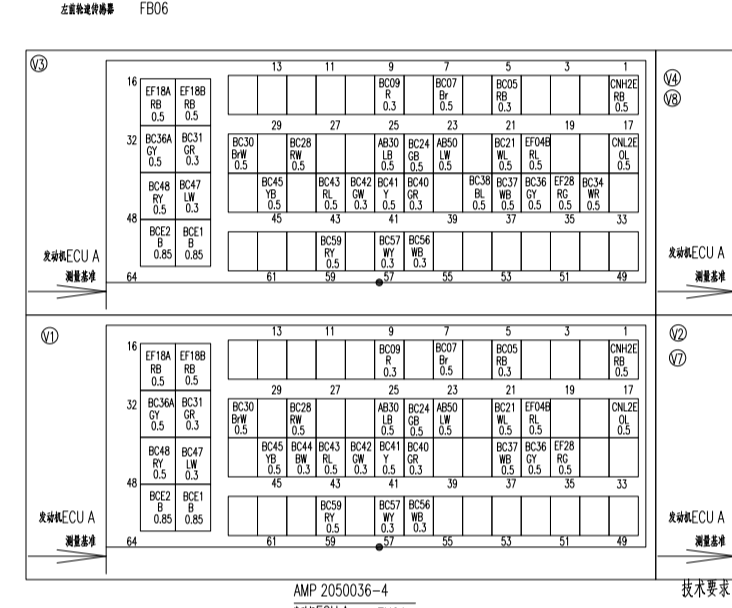 左前轮速传感器 FB06
V3
13 11 9 7 5 3 1
16 EF18A EF18B BC09 BC07 BC05 CNH2E
RB RB R Br RB RB
0.5 0.5 0.3 0.5 0.3 0.5
V4
V8
29 27 25 23 21 19 17
32 BC36A BC31 BC30 BC28 AB30 BC24 AB50 BC21 EF04B CNL2E
GY GR BrW RW LB GB LW WL RL OL
0.5 0.3 0.5 0.5 0.5 0.5 0.5 0.5 0.5 0.5
BC48 BC47 BC45 BC43 BC42 BC41 BC40 BC38 BC37 BC36 EF28 BC34
RY LW YB RL GW Y GR BL WB GY RG WR
0.5 0.3 0.5 0.5 0.3 0.5 0.3 0.5 0.5 0.5 0.5 0.5
48 45 43 41 39 37 35 33
BCE2 BCE1 BC59 BC57 BC56
B B RY WY WB
0.85 0.85 0.5 0.3 0.3
发动机ECU A 发动机ECU A
测量基准 64 61 59 57 55 53 51 49 测量基准
V1
13 11 9 7 5 3 1
16 EF18A EF18B BC09 BC07 BC05 CNH2E
RB RB R Br RB RB
0.5 0.5 0.3 0.5 0.3 0.5
V2
V7
29 27 25 23 21 19 17
32 BC36A BC31 BC30 BC28 AB30 BC24 AB50 BC21 EF04B CNL2E
GY GR BrW RW LB GB LW WL RL OL
0.5 0.3 0.5 0.5 0.5 0.5 0.5 0.5 0.5 0.5
BC48 BC47 BC45 BC44 BC43 BC42 BC41 BC40 BC37 BC36 EF28
RY LW YB BW RL GW Y GR WB GY RG
0.5 0.3 0.5 0.3 0.5 0.3 0.5 0.3 0.5 0.5 0.5
48 45 43 41 39 37 35 33
BCE2 BCE1 BC59 BC57 BC56
B B RY WY WB
0.85 0.85 0.5 0.3 0.3
发动机ECU A 发动机ECU A
测量基准 64 61 59 57 55 53 51 49 测量基准
AMP 2050036-4 技术要求